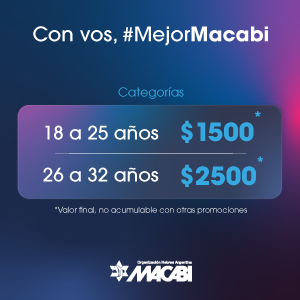 Con vos, #MejorMacabi
Categorías
18 a 25 años $1500*
26 a 32 años $2500*
*Valor final, no acumulable con otras promociones
Organización Hebrea Argentina
MACABI